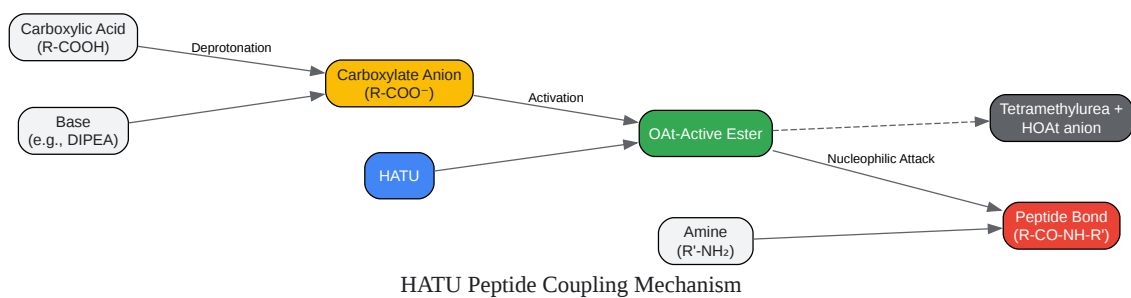 Carboxylic Acid
(R-COOH)
Deprotonation
Base
(e.g., DIPEA)
Carboxylate Anion
(R-COO⁻)
Activation
HATU
OAt-Active Ester
Tetramethylurea +
HOAt anion
Nucleophilic Attack
Amine
(R'-NH₂)
Peptide Bond
(R-CO-NH-R')
HATU Peptide Coupling Mechanism